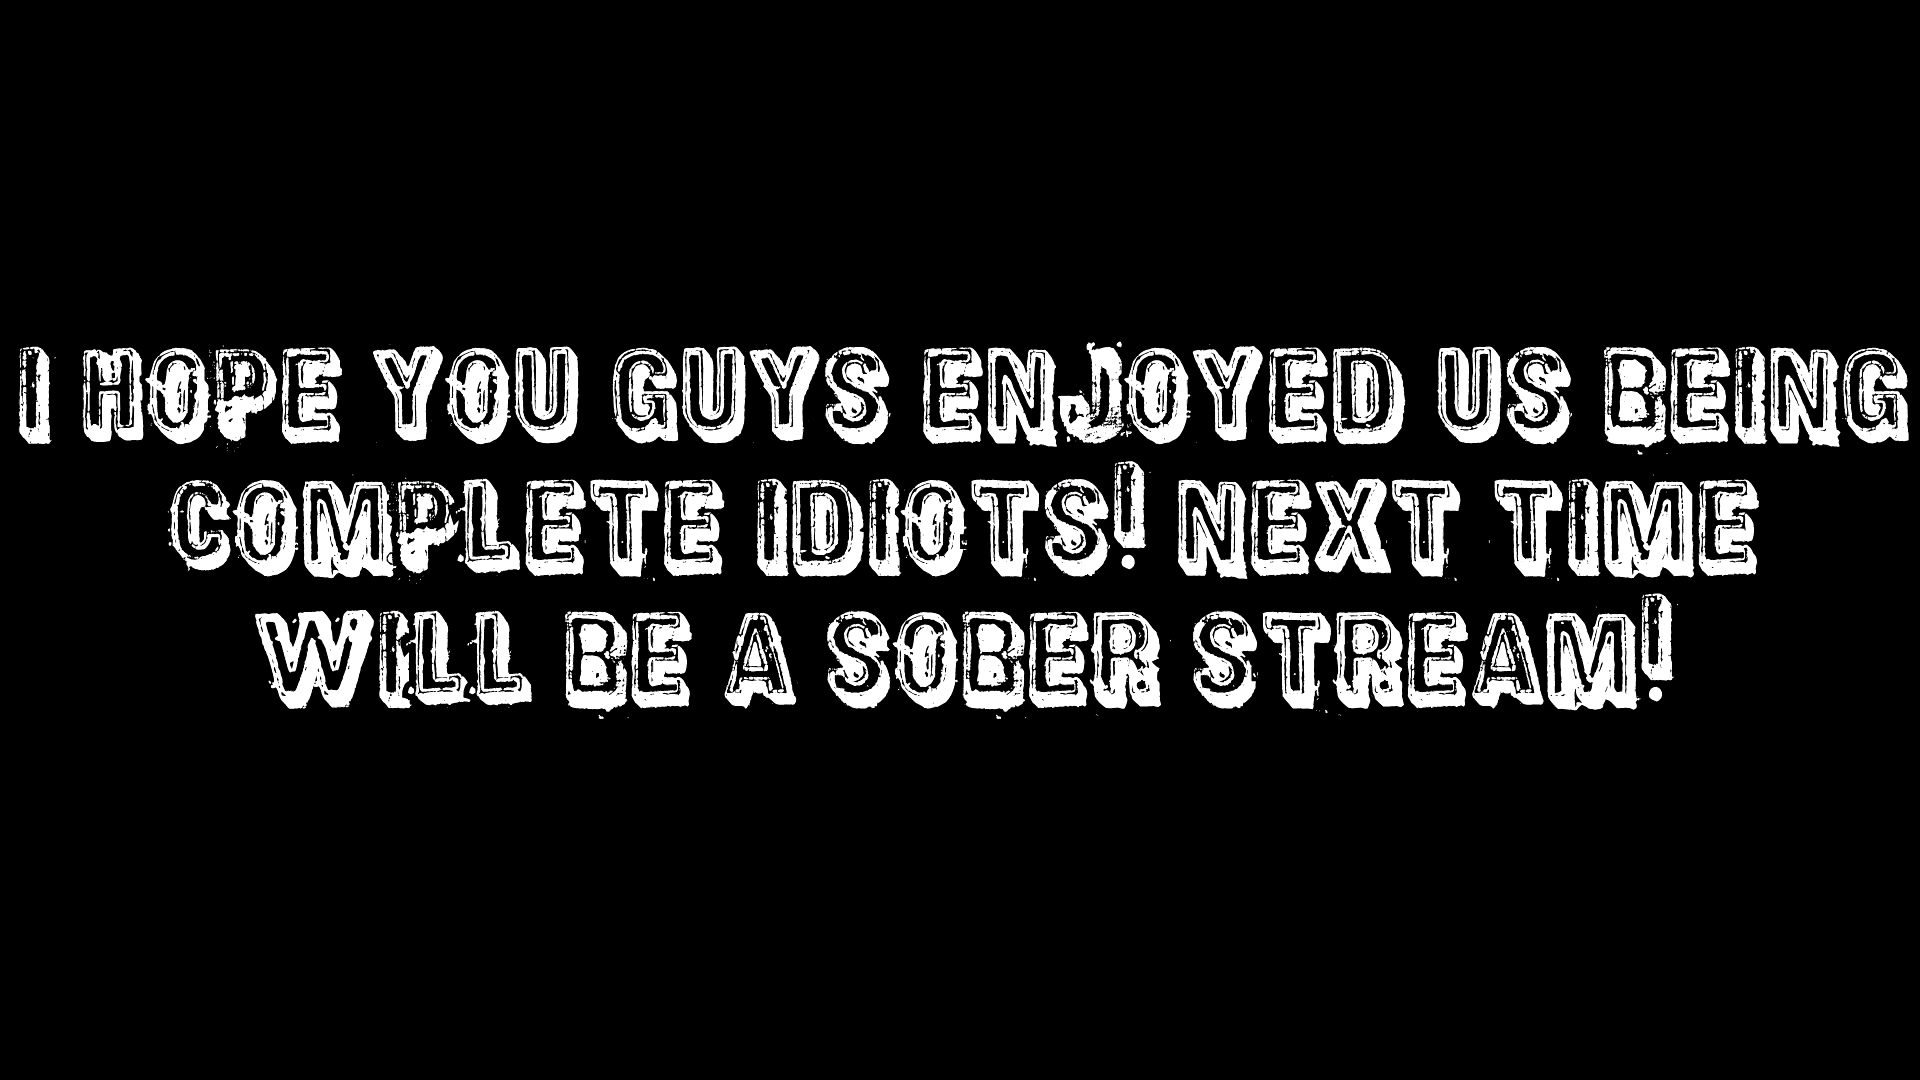 I HOPE YOU GUYS ENJOYED US BEING
COMPLETE IDIOTS! NEXT TIME
WILL BE A SOBER STREAM!